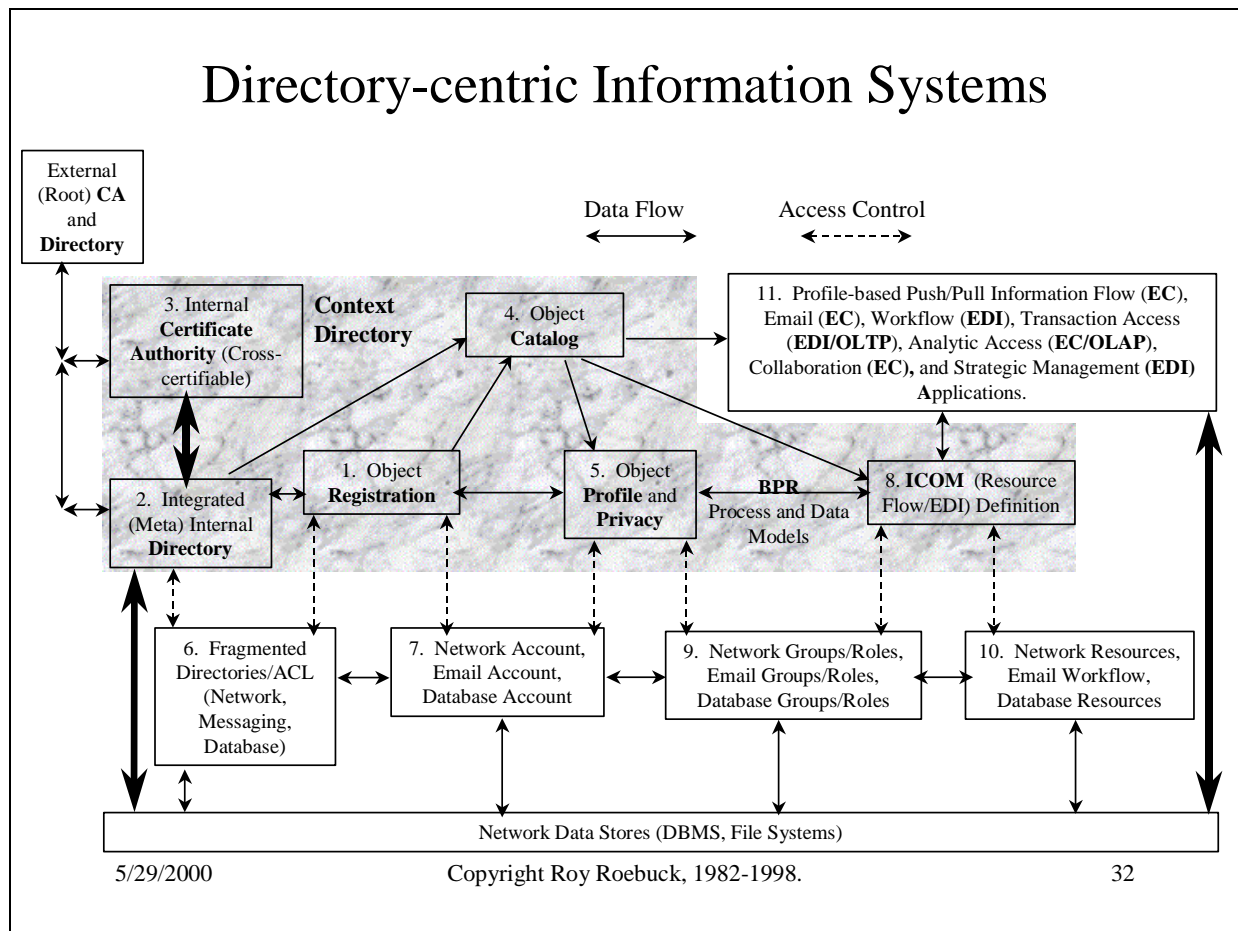 Directory-centric Information Systems
External
(Root) CA
and
Directory
Data Flow
Access Control
3. Internal
Certificate
Authority (Cross-
certifiable)
Context
Directory
4. Object
Catalog
11. Profile-based Push/Pull Information Flow (EC),
Email (EC), Workflow (EDI), Transaction Access
(EDI/OLTP), Analytic Access (EC/OLAP),
Collaboration (EC), and Strategic Management (EDI)
Applications.
2. Integrated
(Meta) Internal
Directory
1. Object
Registration
5. Object
Profile and
Privacy
BPR
Process and Data
Models
8. ICOM (Resource
Flow/EDI) Definition
6. Fragmented
Directories/ACL
(Network,
Messaging,
Database)
7. Network Account,
Email Account,
Database Account
9. Network Groups/Roles,
Email Groups/Roles,
Database Groups/Roles
10. Network Resources,
Email Workflow,
Database Resources
Network Data Stores (DBMS, File Systems)
5/29/2000
Copyright Roy Roebuck, 1982-1998.
32